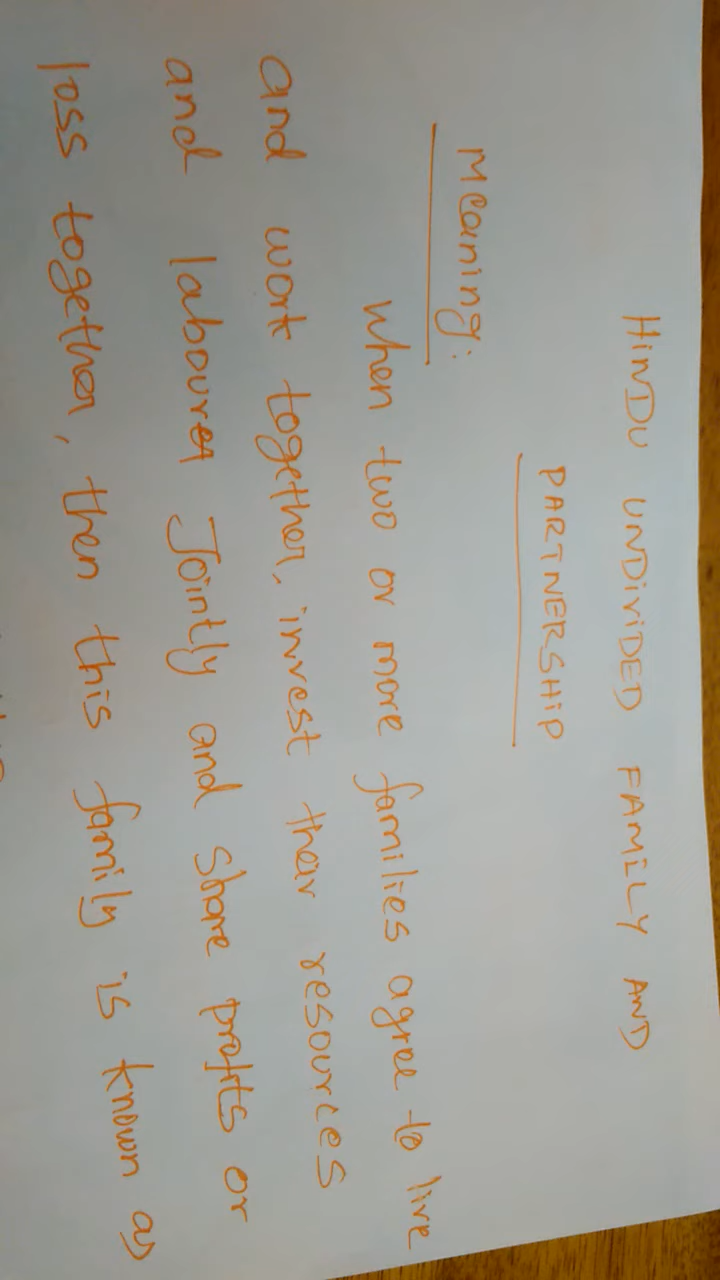 HINDU UNDIVIDED FAMILY AND
PARTNERSHIP
Meaning:
When two or more families agree to live
and work together, invest their resources
and labourer Jointly and share profits or
loss together, then this family is known as